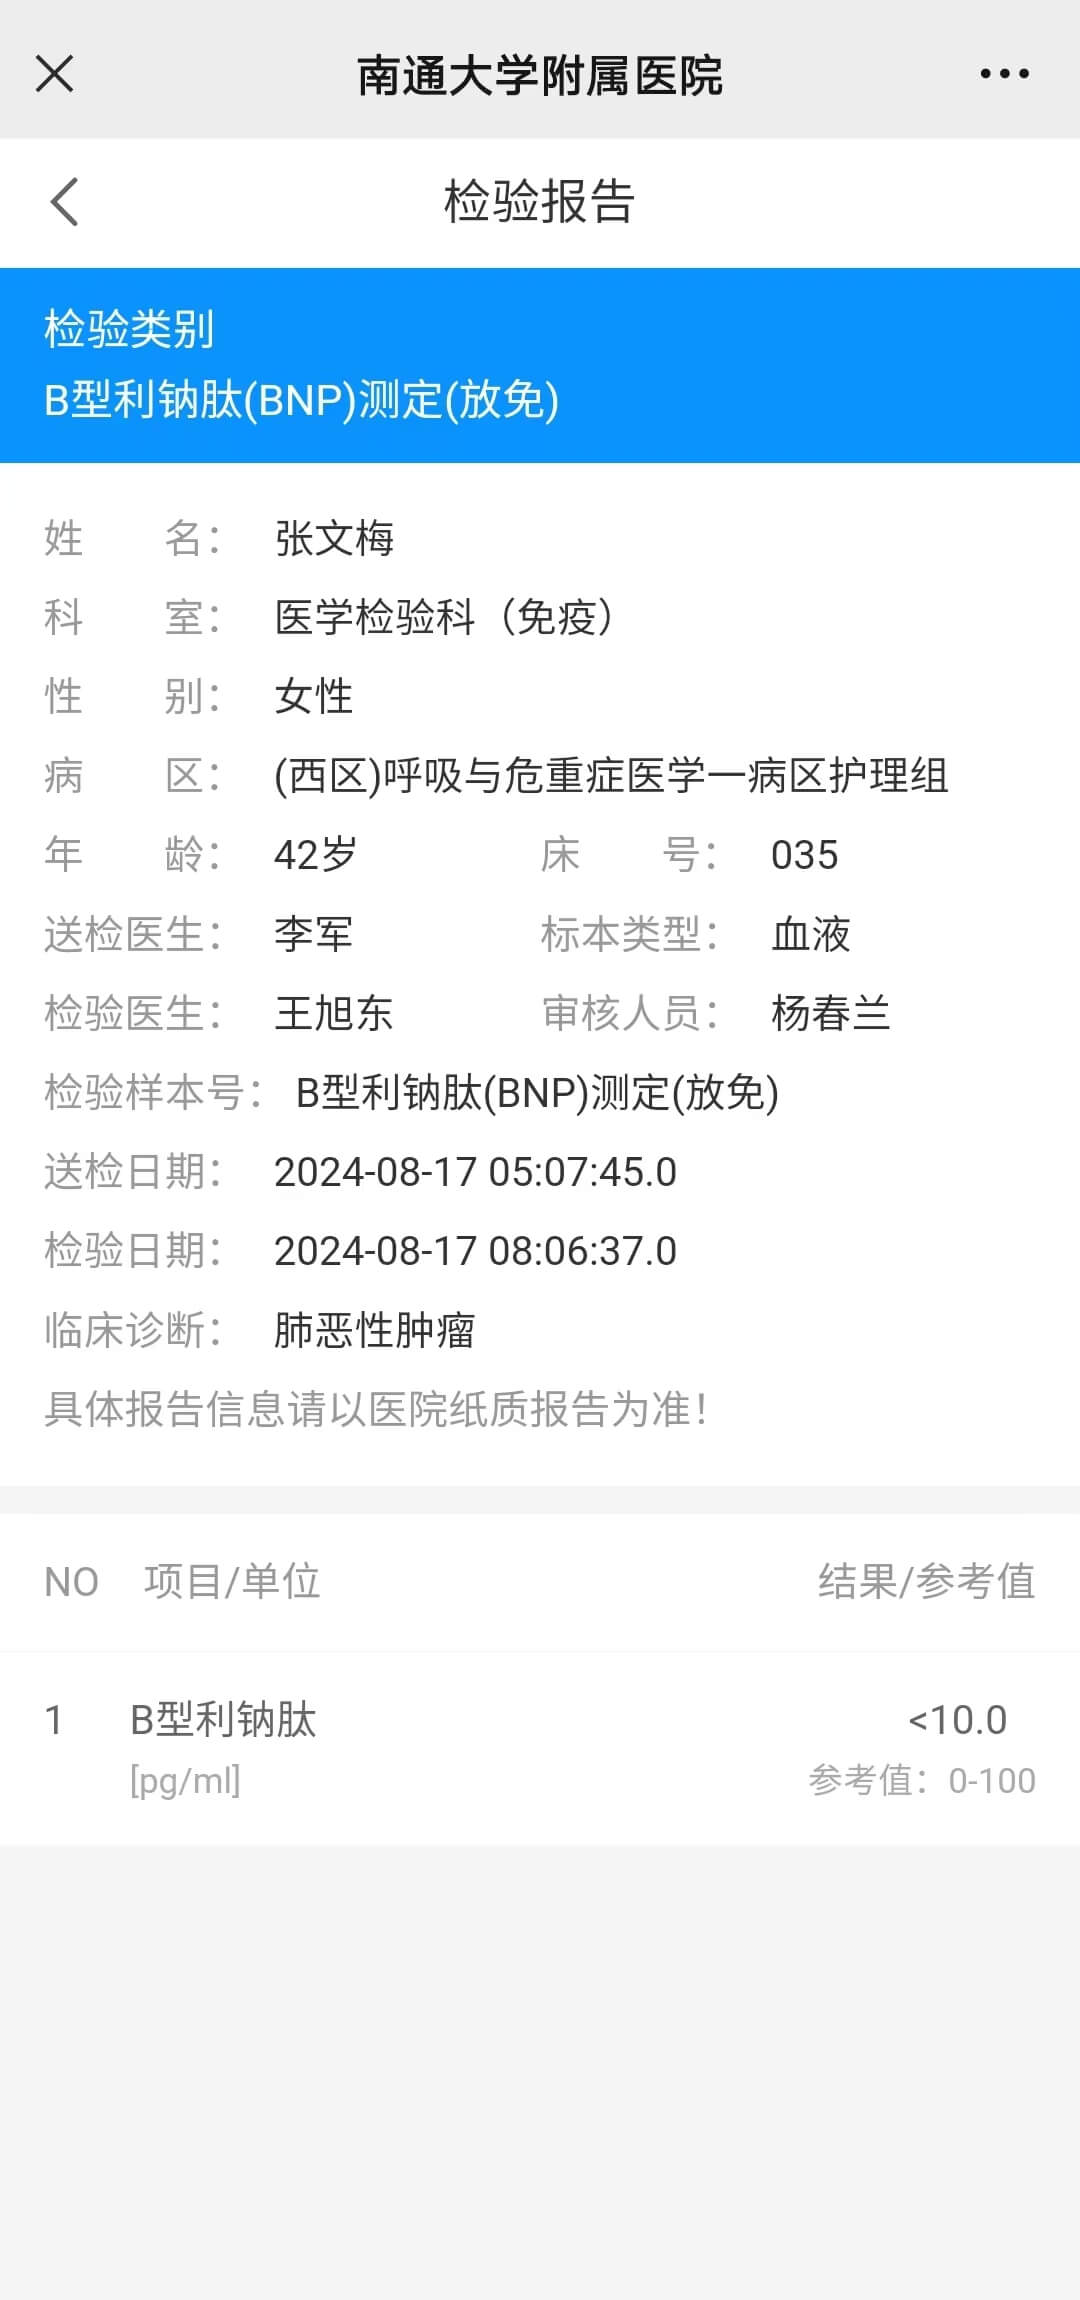 南通大学附属医院
检验报告
检验类别
B型利钠肽(BNP)测定(放免)
姓 名： 张文梅
科 室： 医学检验科（免疫）
性 别： 女性
病 区： (西区)呼吸与危重症医学一病区护理组
年 龄： 42岁 床 号： 035
送检医生： 李军 标本类型： 血液
检验医生： 王旭东 审核人员： 杨春兰
检验样本号： B型利钠肽(BNP)测定(放免)
送检日期： 2024-08-17 05:07:45.0
检验日期： 2024-08-17 08:06:37.0
临床诊断： 肺恶性肿瘤
具体报告信息请以医院纸质报告为准！
NO 项目/单位 结果/参考值
1 B型利钠肽 <10.0
[pg/ml] 参考值：0-100